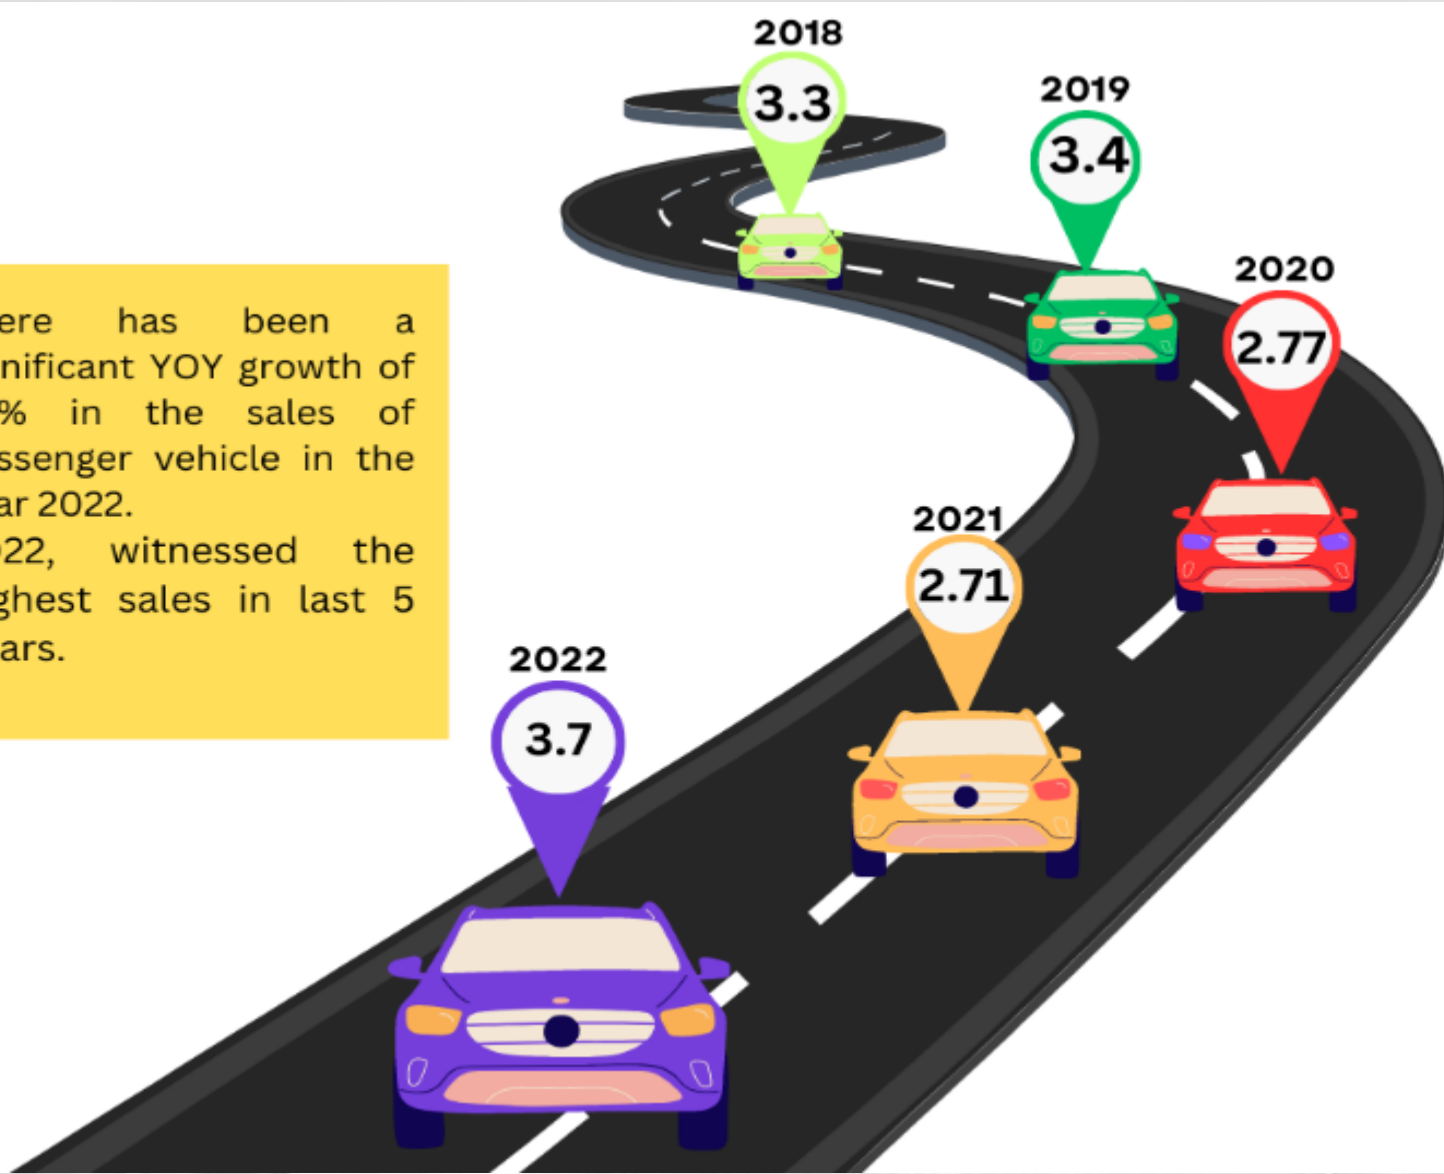 2018
3.3
2019
3.4
2020
2.77
ere has been a
nificant YOY growth of
% in the sales of
ssenger vehicle in the
ar 2022.
22, witnessed the
ghest sales in last 5
ars.
2021
2.71
2022
3.7